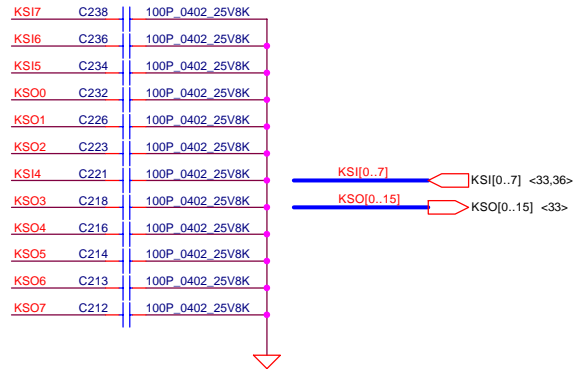 KSI7 C238 100P_0402_25V8K
KSI6 C236 100P_0402_25V8K
KSI5 C234 100P_0402_25V8K
KSO0 C232 100P_0402_25V8K
KSO1 C226 100P_0402_25V8K
KSO2 C223 100P_0402_25V8K
KSI4 C221 100P_0402_25V8K
KSO3 C218 100P_0402_25V8K
KSO4 C216 100P_0402_25V8K
KSO5 C214 100P_0402_25V8K
KSO6 C213 100P_0402_25V8K
KSO7 C212 100P_0402_25V8K
KSI[0..7] KSI[0..7] <33,36>
KSO[0..15] KSO[0..15] <33>